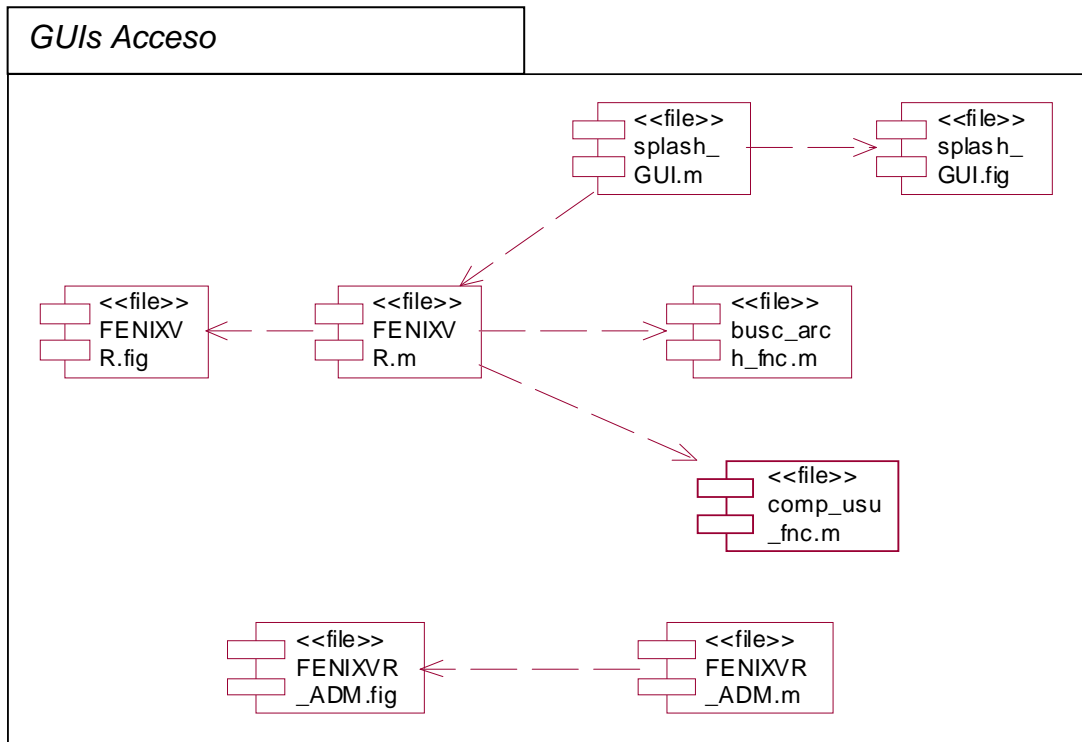 GUIs Acceso
<<file>>
splash_
GUI.m
<<file>>
splash_
GUI.fig
<<file>>
FENIXV
R.fig
<<file>>
FENIXV
R.m
<<file>>
busc_arc
h_fnc.m
<<file>>
comp_usu
_fnc.m
<<file>>
FENIXVR
_ADM.fig
<<file>>
FENIXVR
_ADM.m